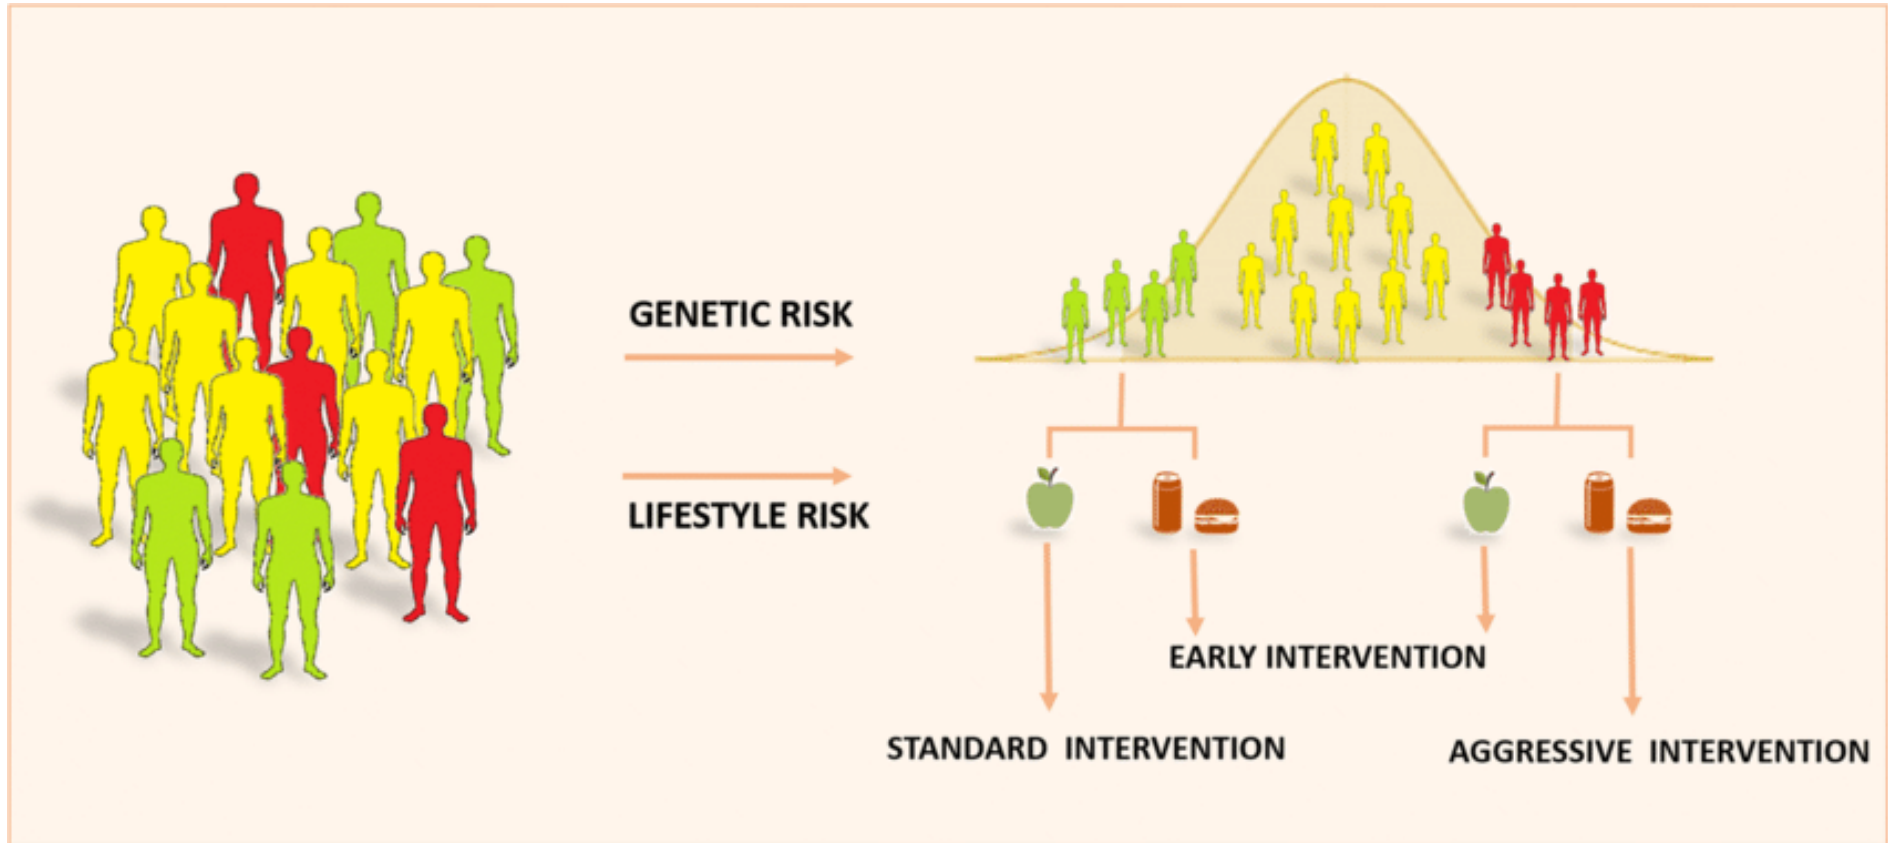 GENETIC RISK
LIFESTYLE RISK
EARLY INTERVENTION
STANDARD INTERVENTION
AGGRESSIVE INTERVENTION